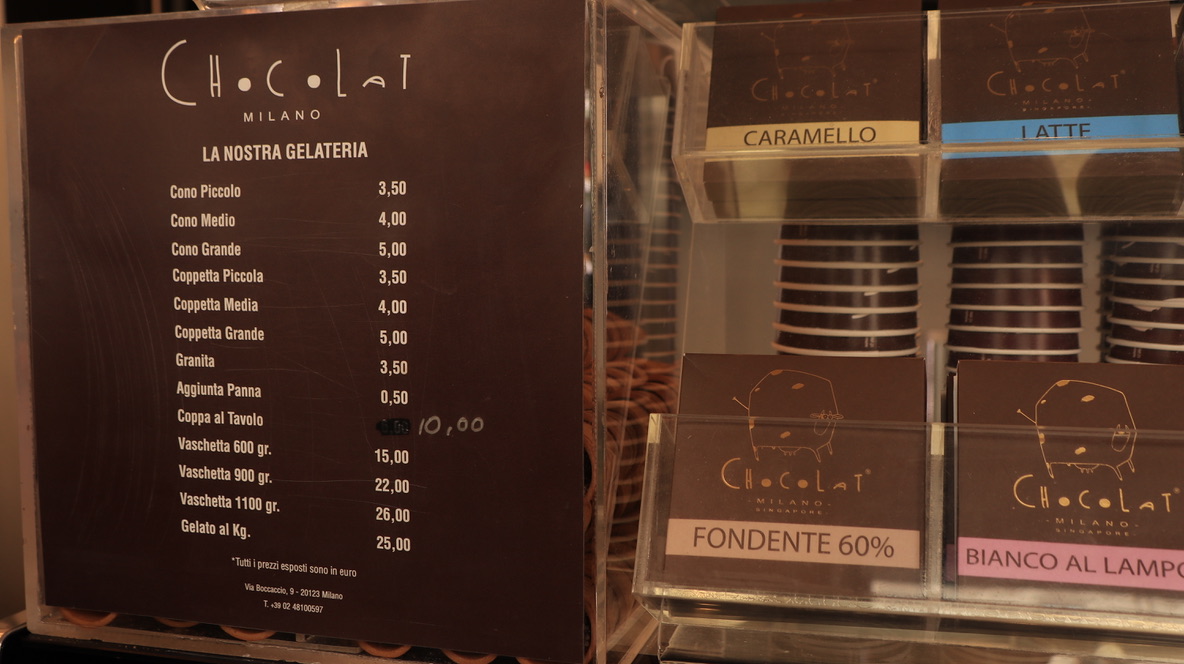 CHocoLaT
MILANO
LA NOSTRA GELATERIA
Cono Piccolo 3,50
Cono Medio 4,00
Cono Grande 5,00
Coppetta Piccola 3,50
Coppetta Media 4,00
Coppetta Grande 5,00
Granita 3,50
Aggiunta Panna 0,50
Coppa al Tavolo 10,00
Vaschetta 600 gr. 15,00
Vaschetta 900 gr. 22,00
Vaschetta 1100 gr. 26,00
Gelato al Kg. 25,00
*Tutti i prezzi esposti sono in euro
Via Boccaccio, 9 - 20123 Milano
T. +39 02 48100597
CHocoLaT®
MILANO
CARAMELLO
CHocoLaT®
-MILANO-
SINGAPORE
LATTE
CHocoLaT®
-MILANO-
SINGAPORE
FONDENTE 60%
CHocoLaT®
-MILANO-
SINGAPORE
BIANCO AL LAMPO